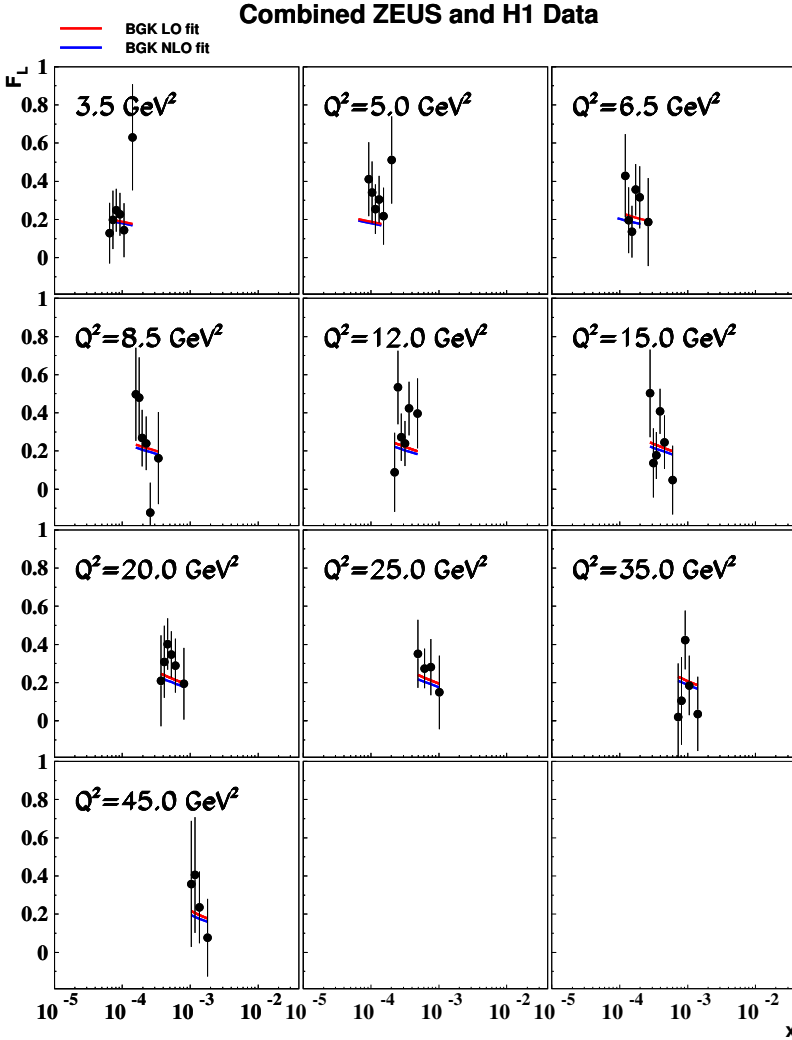 Combined ZEUS and H1 Data
BGK LO fit
BGK NLO fit
F_L
1
0.8
0.6
0.4
0.2
0
3.5 GeV²
Q²=5.0 GeV²
Q²=6.5 GeV²
1
0.8
0.6
0.4
0.2
0
Q²=8.5 GeV²
Q²=12.0 GeV²
Q²=15.0 GeV²
1
0.8
0.6
0.4
0.2
0
Q²=20.0 GeV²
Q²=25.0 GeV²
Q²=35.0 GeV²
1
0.8
0.6
0.4
0.2
0
Q²=45.0 GeV²
10⁻⁵ 10⁻⁴ 10⁻³ 10⁻² 10⁻⁵ 10⁻⁴ 10⁻³ 10⁻⁵ 10⁻⁴ 10⁻³ 10⁻²
x